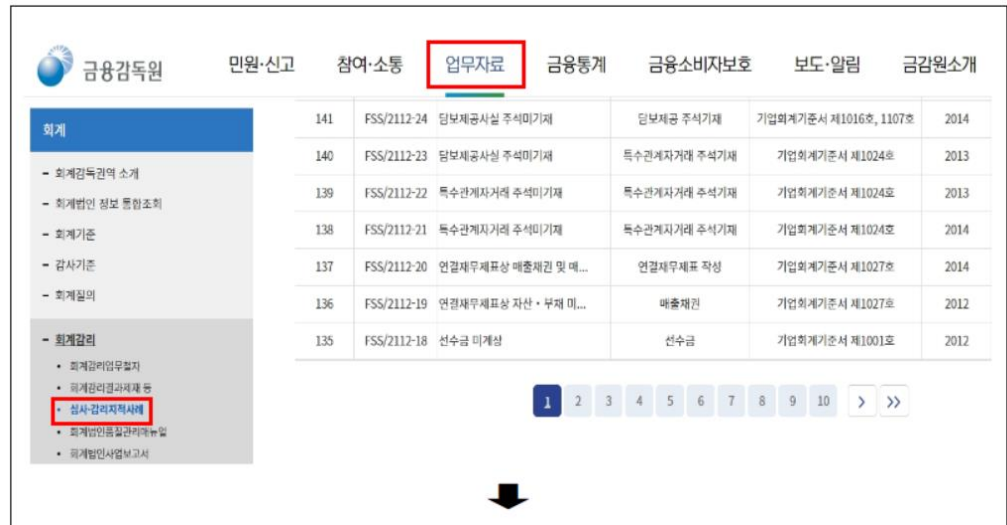 금융감독원
민원·신고 참여·소통 업무자료 금융통계 금융소비자보호 보도·알림 금감원소개
회계
- 회계감독권역 소개
- 회계법인 정보 통합조회
- 회계기준
- 감사기준
- 회계질의
- 회계감리
• 회계감리업무절차
• 회계감리결과제재 등
• 심사·감리지적사례
• 회계법인품질관리매뉴얼
• 회계법인사업보고서
141 FSS/2112-24 담보제공사실 주석미기재 담보제공 주석기재 기업회계기준서 제1016호, 1107호 2014
140 FSS/2112-23 담보제공사실 주석미기재 특수관계자거래 주석기재 기업회계기준서 제1024호 2013
139 FSS/2112-22 특수관계자거래 주석미기재 특수관계자거래 주석기재 기업회계기준서 제1024호 2013
138 FSS/2112-21 특수관계자거래 주석미기재 특수관계자거래 주석기재 기업회계기준서 제1024호 2014
137 FSS/2112-20 연결재무제표상 매출채권 및 매... 연결재무제표 작성 기업회계기준서 제1027호 2014
136 FSS/2112-19 연결재무제표상 자산·부채 미... 매출채권 기업회계기준서 제1027호 2012
135 FSS/2112-18 선수금 미계상 선수금 기업회계기준서 제1001호 2012
1 2 3 4 5 6 7 8 9 10 > >>